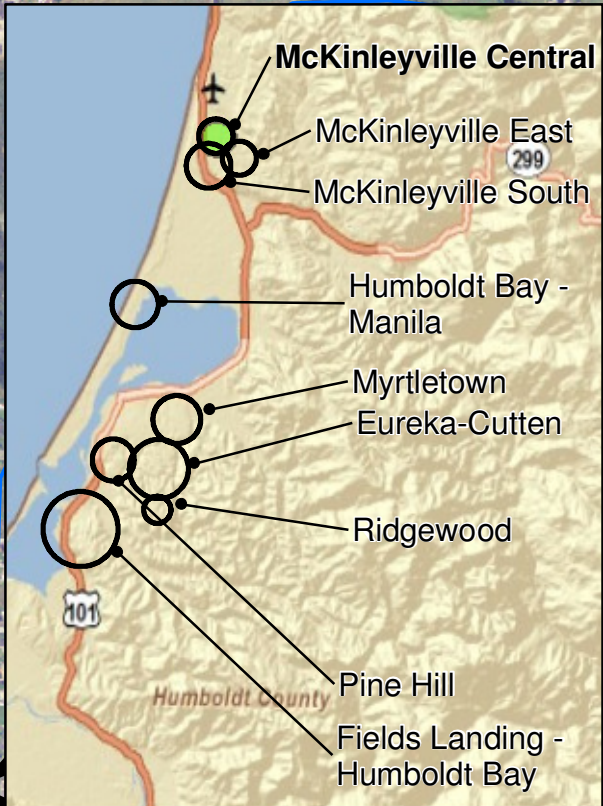 McKinleyville Central
McKinleyville East
299
McKinleyville South
Humboldt Bay -
Manila
Myrtletown
Eureka-Cutten
Ridgewood
101
Pine Hill
Humboldt County
Fields Landing -
Humboldt Bay